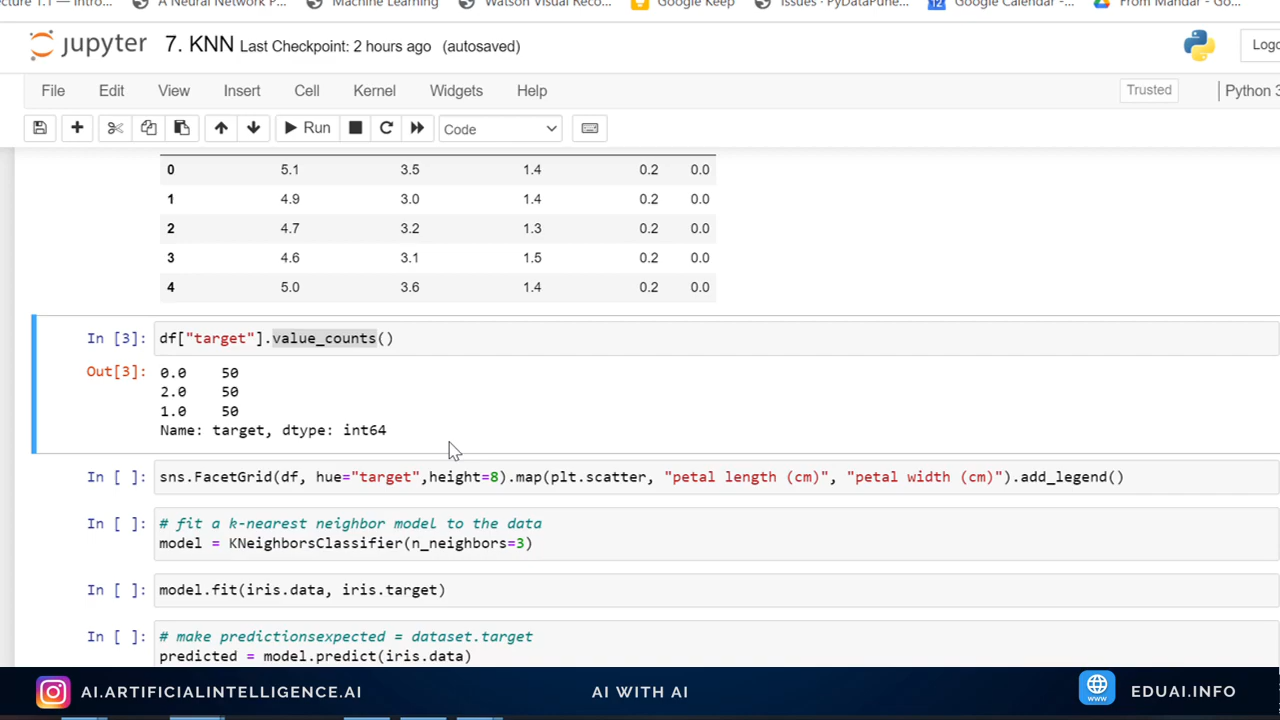 ecture 1.1 — Intro... A Neural Network P... Machine Learning Watson Visual Reco... Google Keep Issues · PyDataPune... Google Calendar -... From Mandar - Go...
jupyter 7. KNN Last Checkpoint: 2 hours ago (autosaved) Logo
File Edit View Insert Cell Kernel Widgets Help Trusted Python 3
Run Code
0 5.1 3.5 1.4 0.2 0.0
1 4.9 3.0 1.4 0.2 0.0
2 4.7 3.2 1.3 0.2 0.0
3 4.6 3.1 1.5 0.2 0.0
4 5.0 3.6 1.4 0.2 0.0
In [3]: df["target"].value_counts()
Out[3]: 0.0 50
2.0 50
1.0 50
Name: target, dtype: int64
In [ ]: sns.FacetGrid(df, hue="target",height=8).map(plt.scatter, "petal length (cm)", "petal width (cm)").add_legend()
In [ ]: # fit a k-nearest neighbor model to the data
model = KNeighborsClassifier(n_neighbors=3)
In [ ]: model.fit(iris.data, iris.target)
In [ ]: # make predictionsexpected = dataset.target
predicted = model.predict(iris.data)
AI.ARTIFICIALINTELLIGENCE.AI AI WITH AI EDUAI.INFO